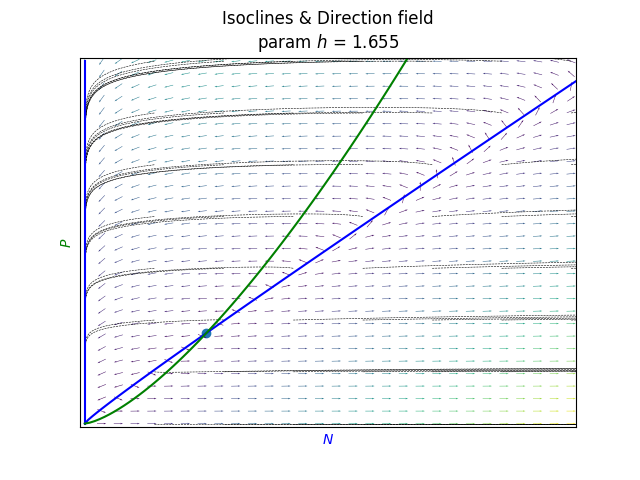 Isoclines & Direction field
param h = 1.655
P
N